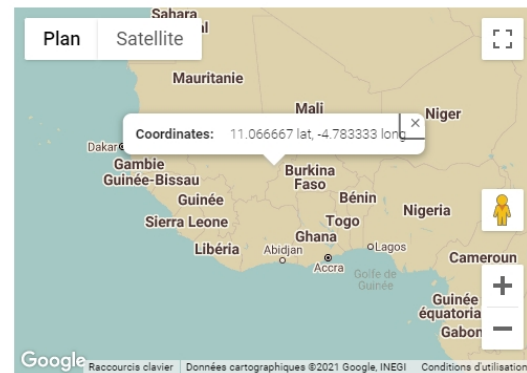 Sahara
al
Plan Satellite
Mauritanie
Mali
Niger
Coordinates: 11.066667 lat, -4.783333 long
Dakar
Gambie
Guinée-Bissau
Burkina
Faso
Guinée
Bénin
Nigeria
Sierra Leone
Togo
Ghana
Libéria
Abidjan
Lagos
Accra
Cameroun
Golfe de
Guinée
Guinée
équatoria
Gabon
Google
Raccourcis clavier Données cartographiques ©2021 Google, INEGI Conditions d'utilisation